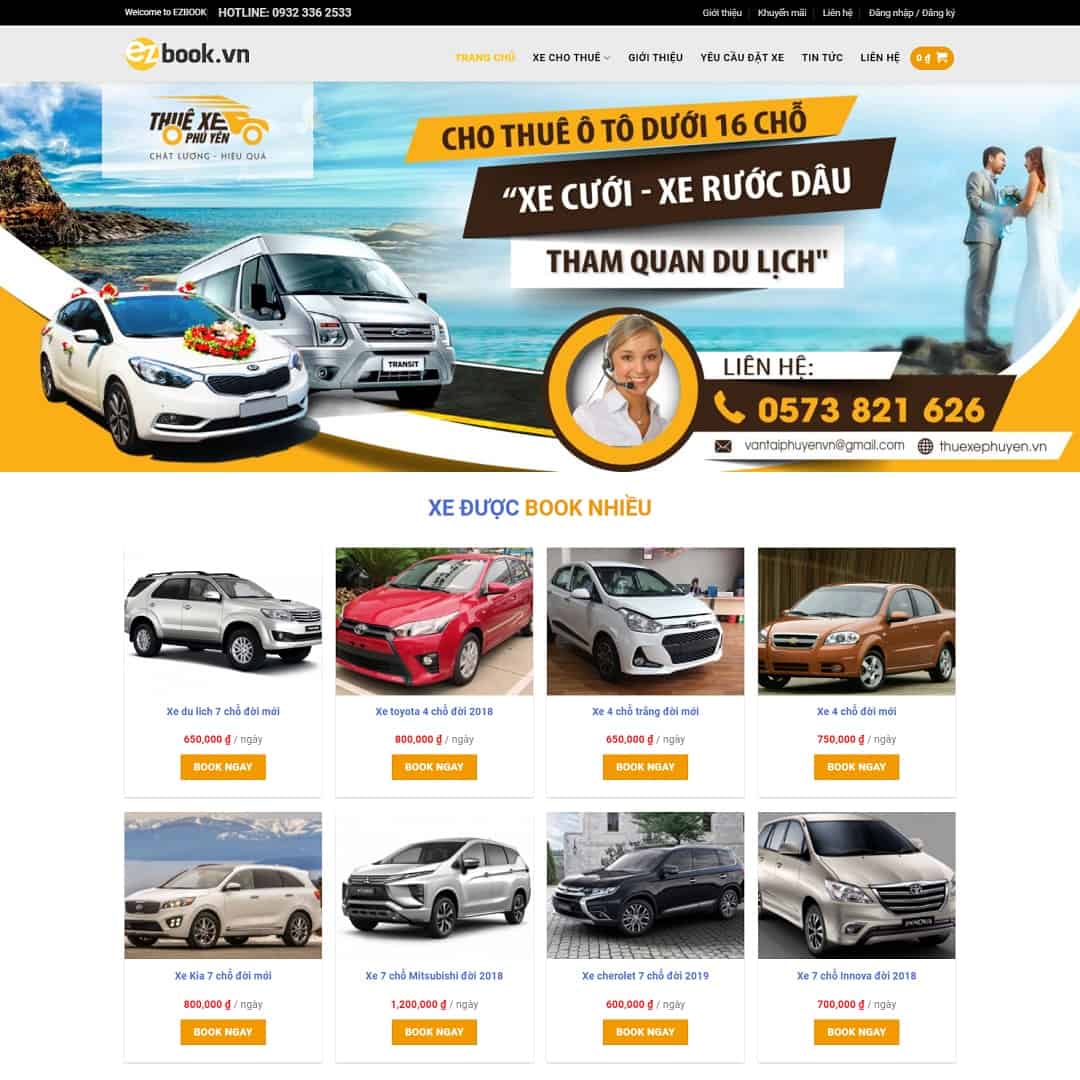 Welcome to EZBOOK
HOTLINE: 0932 336 2533
Giới thiệu
Khuyến mãi
Liên hệ
Đăng nhập / Đăng ký
ezbook.vn
TRANG CHỦ
XE CHO THUÊ
GIỚI THIỆU
YÊU CẦU ĐẶT XE
TIN TỨC
LIÊN HỆ
0 ₫
THUÊ XE
PHÚ YÊN
CHẤT LƯỢNG - HIỆU QUẢ
CHO THUÊ Ô TÔ DƯỚI 16 CHỖ
“XE CƯỚI - XE RƯỚC DÂU
THAM QUAN DU LỊCH"
TRANSIT
LIÊN HỆ:
0573 821 626
vantaiphuyenvn@gmail.com
thuexephuyen.vn
XE ĐƯỢC BOOK NHIỀU
Xe du lich 7 chỗ đời mới
650,000 ₫ / ngày
BOOK NGAY
Xe toyota 4 chỗ đời 2018
800,000 ₫ / ngày
BOOK NGAY
Xe 4 chỗ trắng đời mới
650,000 ₫ / ngày
BOOK NGAY
Xe 4 chỗ đời mới
750,000 ₫ / ngày
BOOK NGAY
Xe Kia 7 chỗ đời mới
800,000 ₫ / ngày
BOOK NGAY
Xe 7 chỗ Mitsubishi đời 2018
1,200,000 ₫ / ngày
BOOK NGAY
Xe cherolet 7 chỗ đời 2019
600,000 ₫ / ngày
BOOK NGAY
INNOVA
Xe 7 chỗ Innova đời 2018
700,000 ₫ / ngày
BOOK NGAY